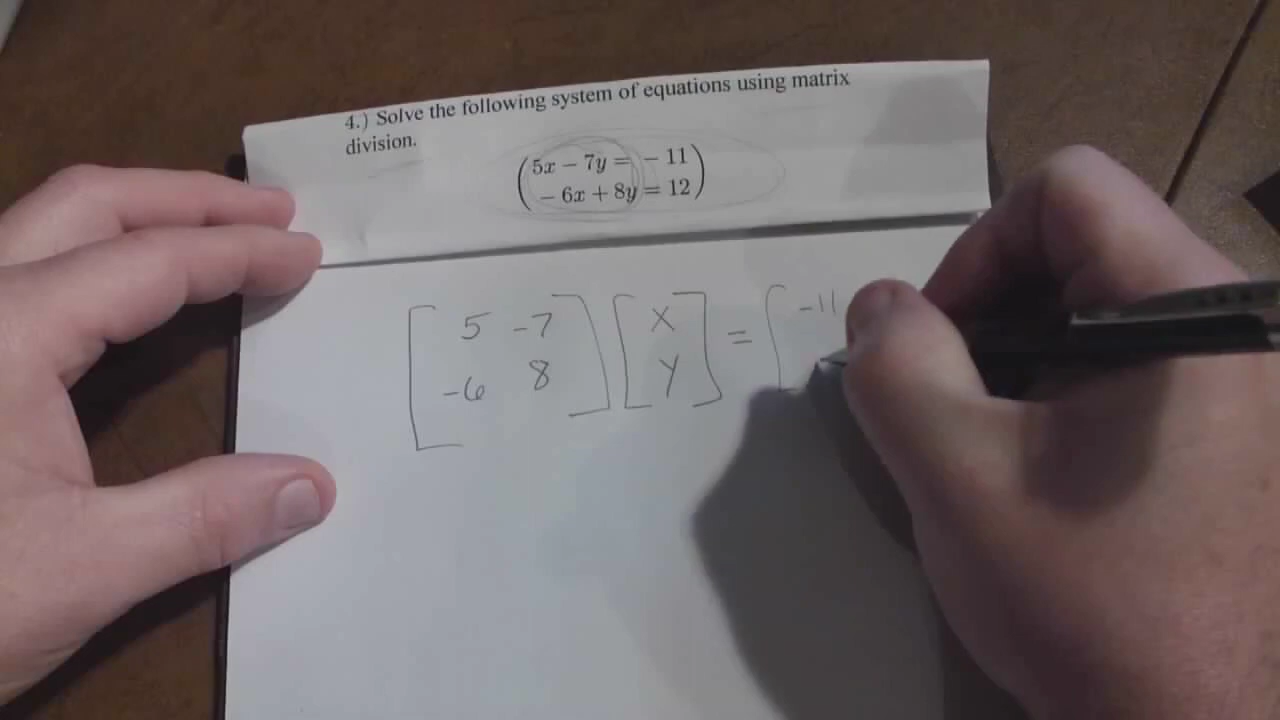 4.) Solve the following system of equations using matrix
division.
(5x − 7y = − 11
− 6x + 8y = 12)
[5 -7] [x] = [-11
-6 8 y